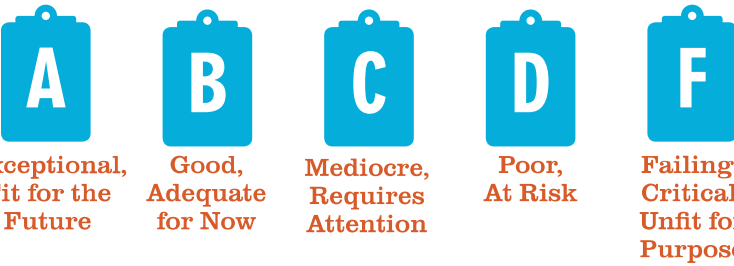 A
xceptional,
it for the
Future
B
Good,
Adequate
for Now
C
Mediocre,
Requires
Attention
D
Poor,
At Risk
F
Failing
Critical
Unfit fo
Purpose